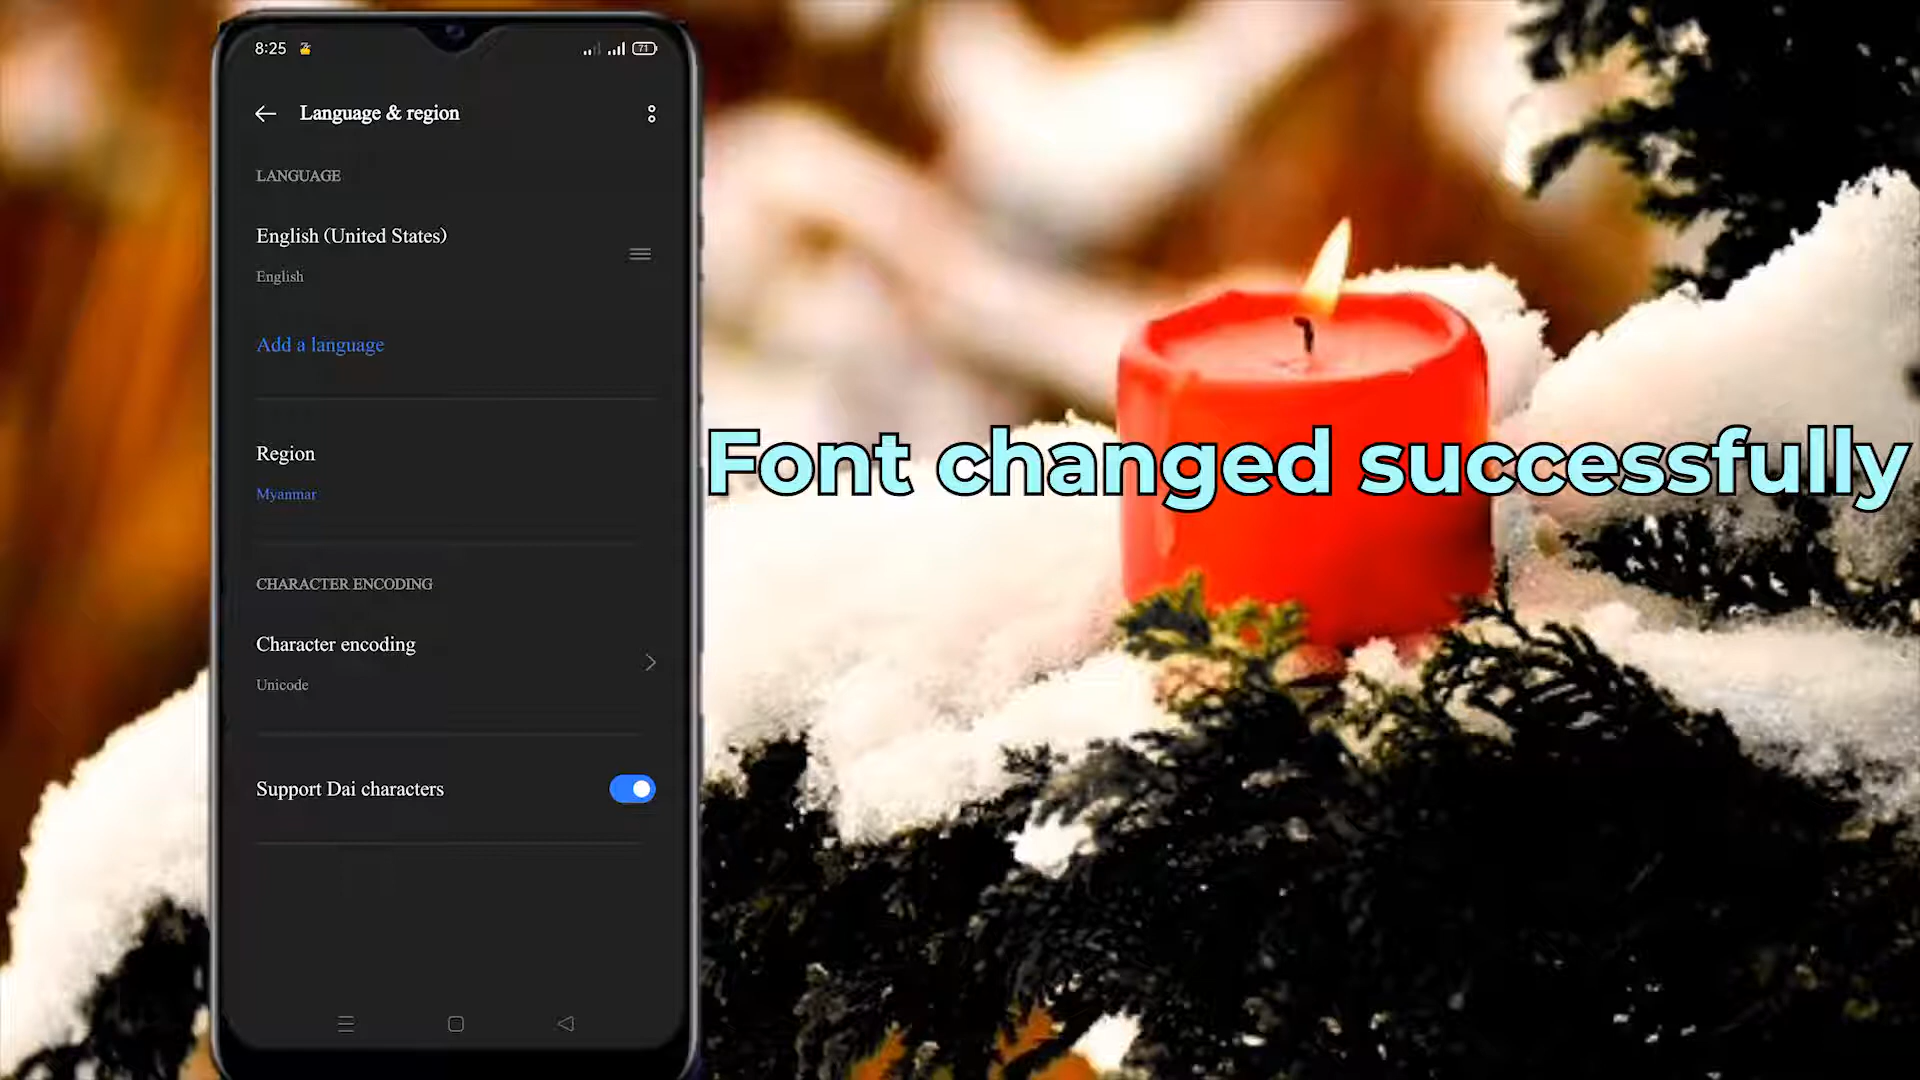 8:25
71
Language & region
LANGUAGE
English (United States)
English
Add a language
Region
Myanmar
Font changed successfully
CHARACTER ENCODING
Character encoding
Unicode
Support Dai characters